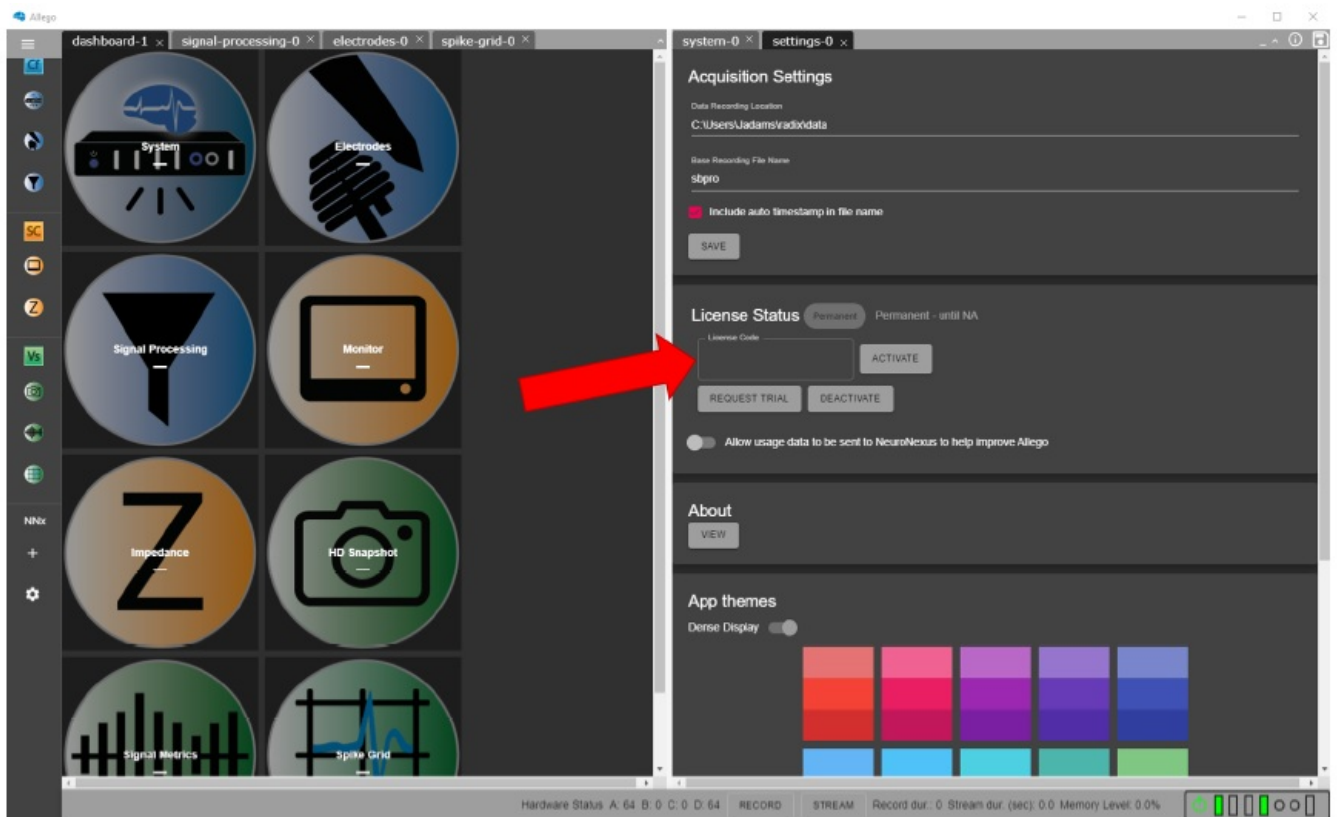 Allego
dashboard-1 × signal-processing-0 × electrodes-0 × spike-grid-0 ×
system-0 × settings-0 ×
Cf
SC
Z
Vs
NNx
+
System
Electrodes
Signal Processing
Monitor
Z
Impedance
HD Snapshot
Signal Metrics
Spike Grid
Acquisition Settings
Data Recording Location
C:\Users\Jadams\radix\data
Base Recording File Name
sbpro
Include auto timestamp in file name
SAVE
License Status Permanent Permanent - until NA
License Code
ACTIVATE
REQUEST TRIAL DEACTIVATE
Allow usage data to be sent to NeuroNexus to help improve Allego
About
VIEW
App themes
Dense Display
Hardware Status A: 64 B: 0 C: 0 D: 64 RECORD STREAM Record dur.: 0 Stream dur. (sec): 0.0 Memory Level: 0.0%